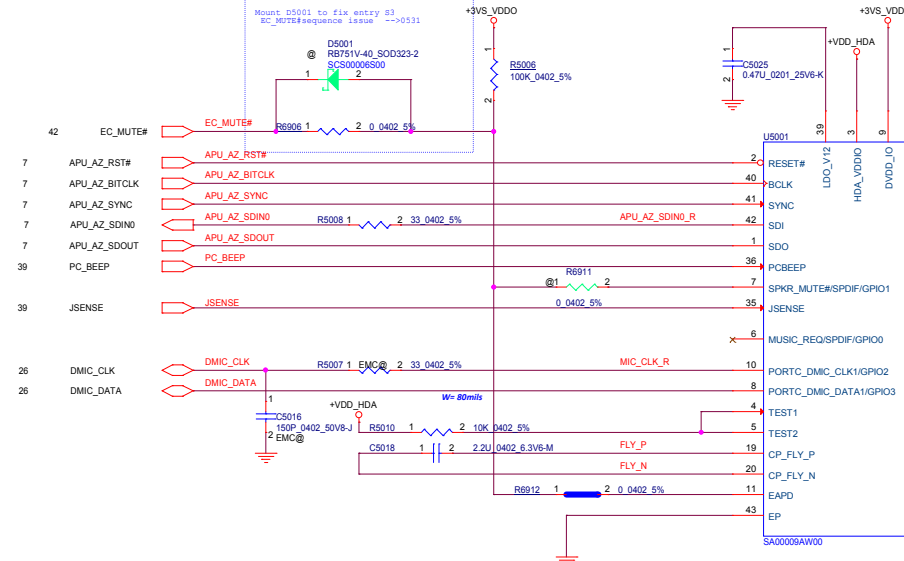 Mount D5001 to fix entry S3
EC_MUTE#sequence issue -->0531
+3VS_VDDO
+3VS_VDD
+VDD_HDA
D5001
@ RB751V-40_SOD323-2
SCS00006S00
1 2
1
R5006
100K_0402_5%
2
1
C5025
0.47U_0201_25V6-K
2
42 EC_MUTE# EC_MUTE# R6906 1 2 0_0402_5%
U5001
39 LDO_V12
3 HDA_VDDIO
9 DVDD_IO
7 APU_AZ_RST# APU_AZ_RST# 2 RESET#
7 APU_AZ_BITCLK APU_AZ_BITCLK 40 BCLK
7 APU_AZ_SYNC APU_AZ_SYNC 41 SYNC
7 APU_AZ_SDIN0 APU_AZ_SDIN0 R5008 1 2 33_0402_5% APU_AZ_SDIN0_R 42 SDI
7 APU_AZ_SDOUT APU_AZ_SDOUT 1 SDO
39 PC_BEEP PC_BEEP 36 PCBEEP
R6911
@1 2 7 SPKR_MUTE#/SPDIF/GPIO1
0_0402_5%
39 JSENSE JSENSE 35 JSENSE
6 MUSIC_REQ/SPDIF/GPIO0
26 DMIC_CLK DMIC_CLK R5007 1 EMC@ 2 33_0402_5% MIC_CLK_R 10 PORTC_DMIC_CLK1/GPIO2
26 DMIC_DATA DMIC_DATA 8 PORTC_DMIC_DATA1/GPIO3
W= 80mils
1
C5016
150P_0402_50V8-J
2 EMC@
+VDD_HDA
4 TEST1
R5010 1 2 10K_0402_5% 5 TEST2
C5018 1 2 2.2U_0402_6.3V6-M FLY_P 19 CP_FLY_P
FLY_N 20 CP_FLY_N
R6912 1 2 0_0402_5% 11 EAPD
43 EP
SA00009AW00